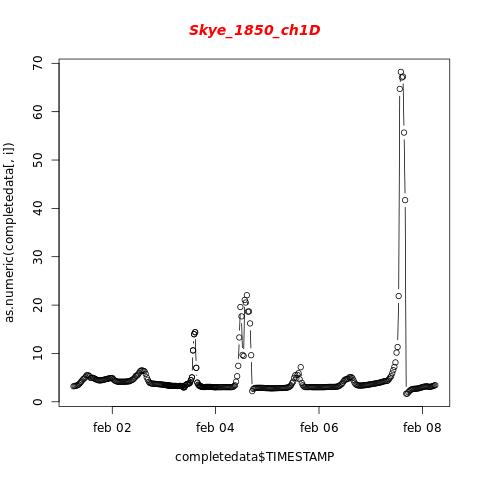 Skye_1850_ch1D
as.numeric(completedata[, i])
70
60
50
40
30
20
10
0
feb 02 feb 04 feb 06 feb 08
completedata$TIMESTAMP